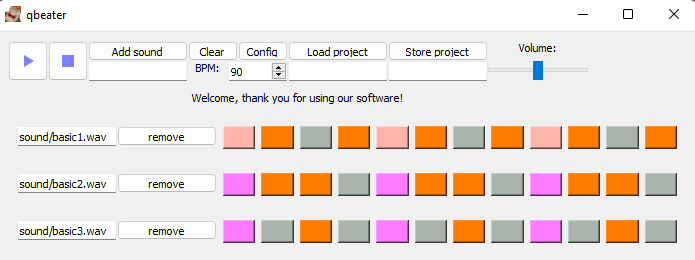 qbeater
Add sound
Clear
Config
Load project
Store project
Volume:
BPM:
90
Welcome, thank you for using our software!
sound/basic1.wav
remove
sound/basic2.wav
remove
sound/basic3.wav
remove